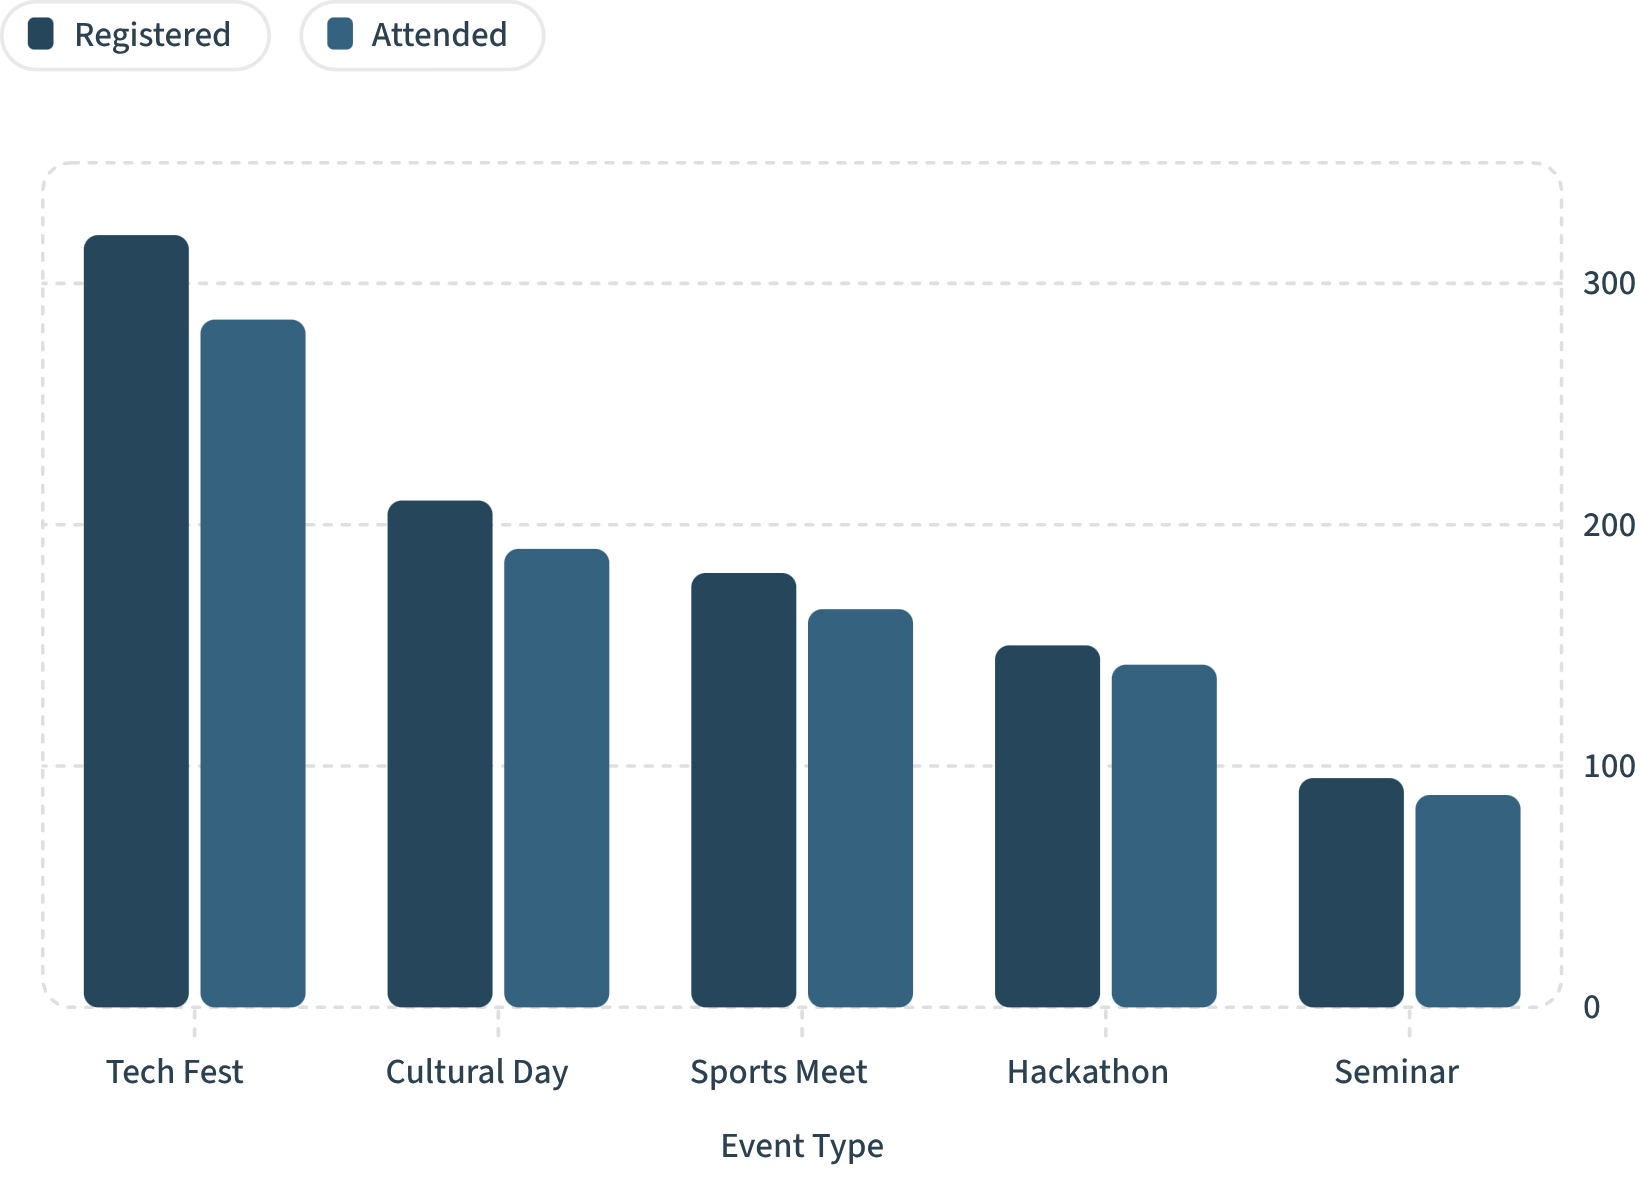 Registered
Attended
300
200
100
0
Tech Fest
Cultural Day
Sports Meet
Hackathon
Seminar
Event Type